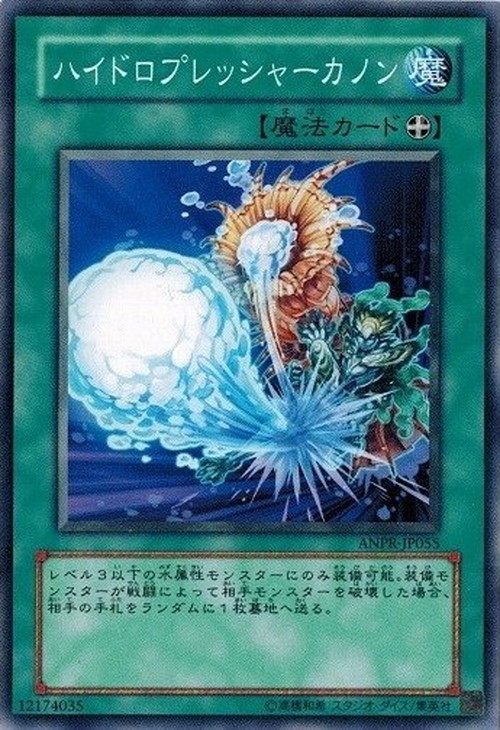 ハイドロプレッシャーカノン 魔
【魔法カード】
ANPR-JP055
レベル3以下の水属性モンスターにのみ装備可能。装備モ
ンスターが戦闘によって相手モンスターを破壊した場合、
相手の手札をランダムに1枚墓地へ送る。
12174035
©高橋和希 スタジオ・ダイス/集英社